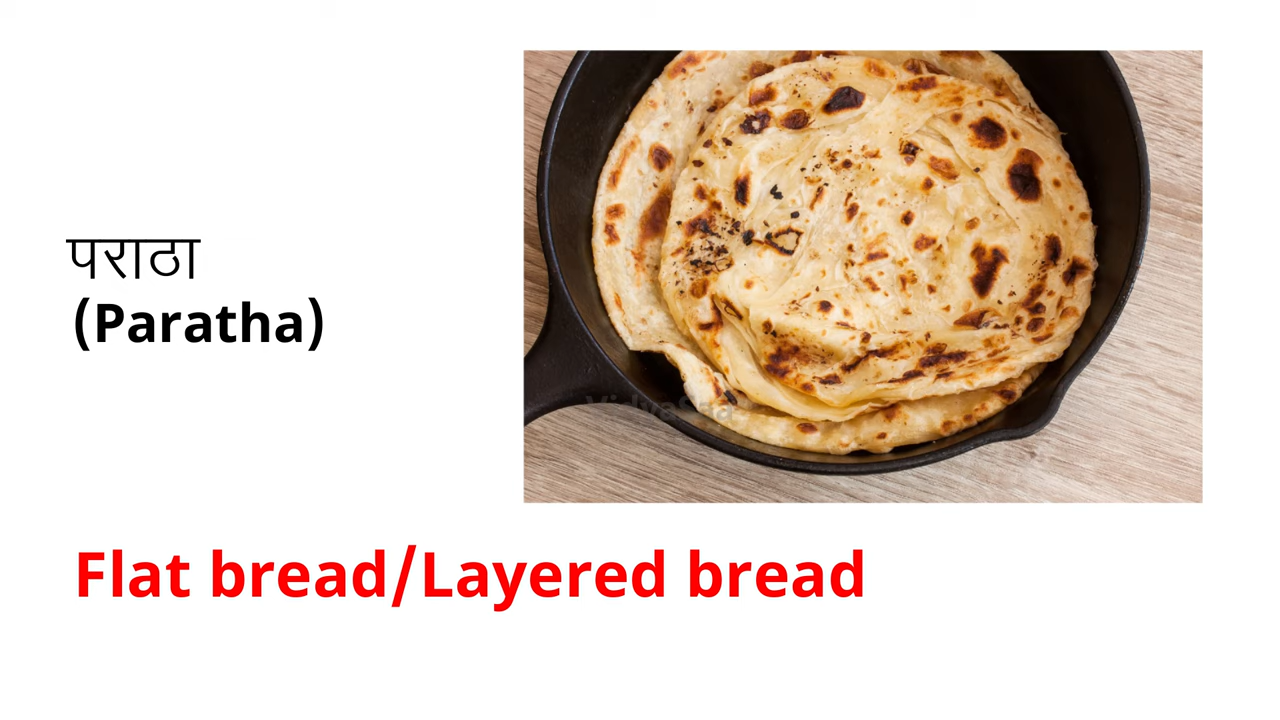 पराठा
(Paratha)
Flat bread/Layered bread